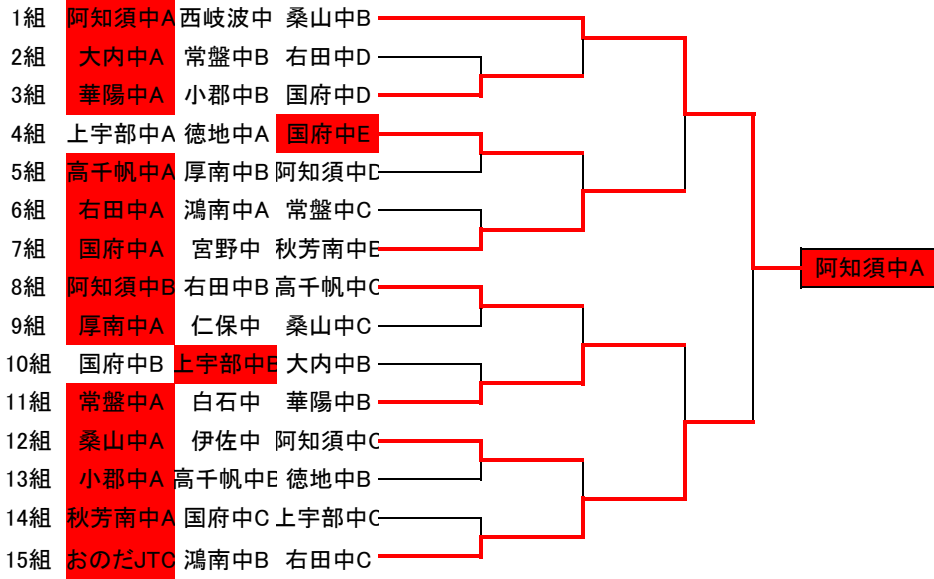 1組 阿知須中A 西岐波中 桑山中B
2組 大内中A 常盤中B 右田中D
3組 華陽中A 小郡中B 国府中D
4組 上宇部中A 徳地中A 国府中E
5組 高千帆中A 厚南中B 阿知須中D
6組 右田中A 鴻南中A 常盤中C
7組 国府中A 宮野中 秋芳南中B
8組 阿知須中B 右田中B 高千帆中C
阿知須中A
9組 厚南中A 仁保中 桑山中C
10組 国府中B 上宇部中B 大内中B
11組 常盤中A 白石中 華陽中B
12組 桑山中A 伊佐中 阿知須中C
13組 小郡中A 高千帆中B 徳地中B
14組 秋芳南中A 国府中C 上宇部中C
15組 おのだJTC 鴻南中B 右田中C